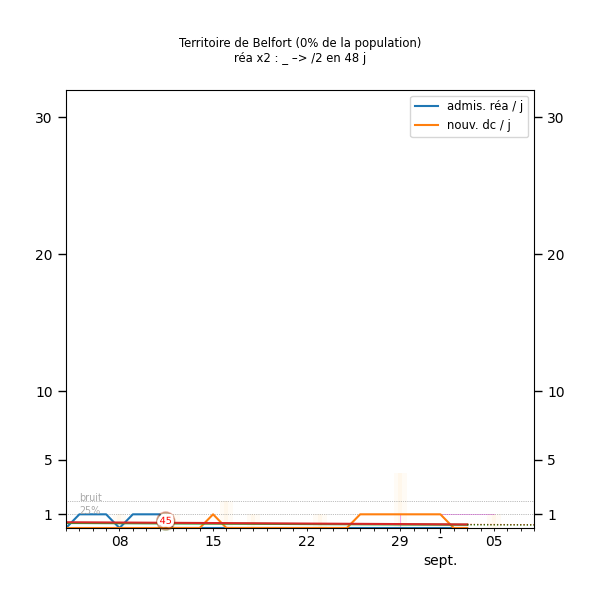 Territoire de Belfort (0% de la population)
réa x2 : _ –> /2 en 48 j
admis. réa / j
nouv. dc / j
30 30
20 20
10 10
5 5
bruit
25%
1 1
-45
08 15 22 29 - 05
sept.